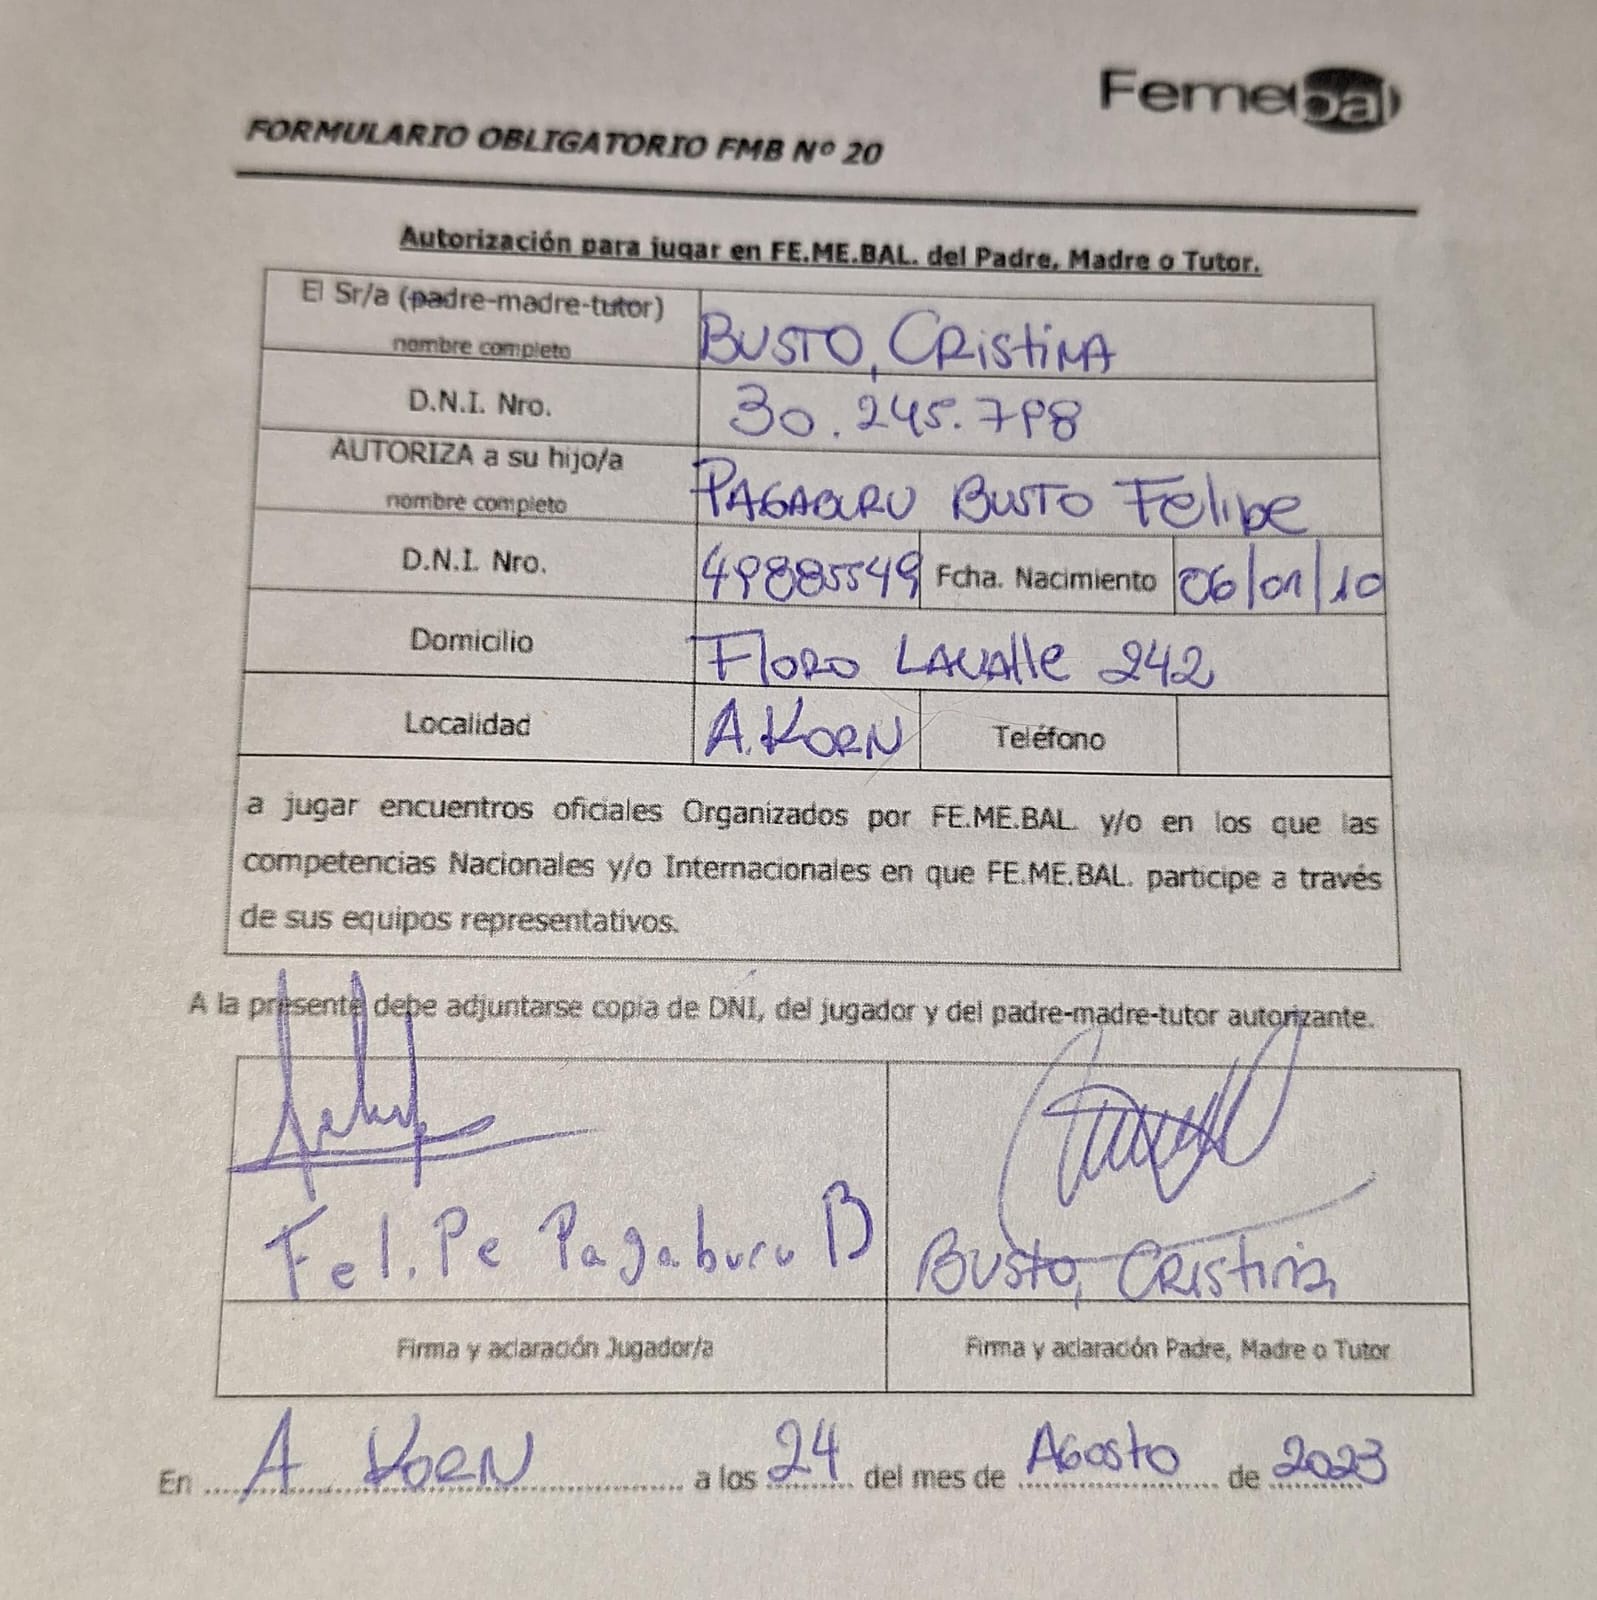 Femebal
FORMULARIO OBLIGATORIO FMB Nº 20
Autorización para jugar en FE.ME.BAL. del Padre, Madre o Tutor.
El Sr/a (padre-madre-tutor) BUSTO, CRISTINA
nombre completo
D.N.I. Nro. 30.245.798
AUTORIZA a su hijo/a PAGABURU BUSTO Felipe
nombre completo
D.N.I. Nro. 49885549 Fcha. Nacimiento 06/01/10
Domicilio Floro LAVAlle 242
Localidad A. KORN Teléfono
a jugar encuentros oficiales Organizados por FE.ME.BAL. y/o en los que las
competencias Nacionales y/o Internacionales en que FE.ME.BAL. participe a través
de sus equipos representativos.
A la presente debe adjuntarse copia de DNI, del jugador y del padre-madre-tutor autorizante.
Felipe Pagaburu B BUSTO, CRISTINA
Firma y aclaración Jugador/a Firma y aclaración Padre, Madre o Tutor
En A KORN a los 24 del mes de Agosto de 2023